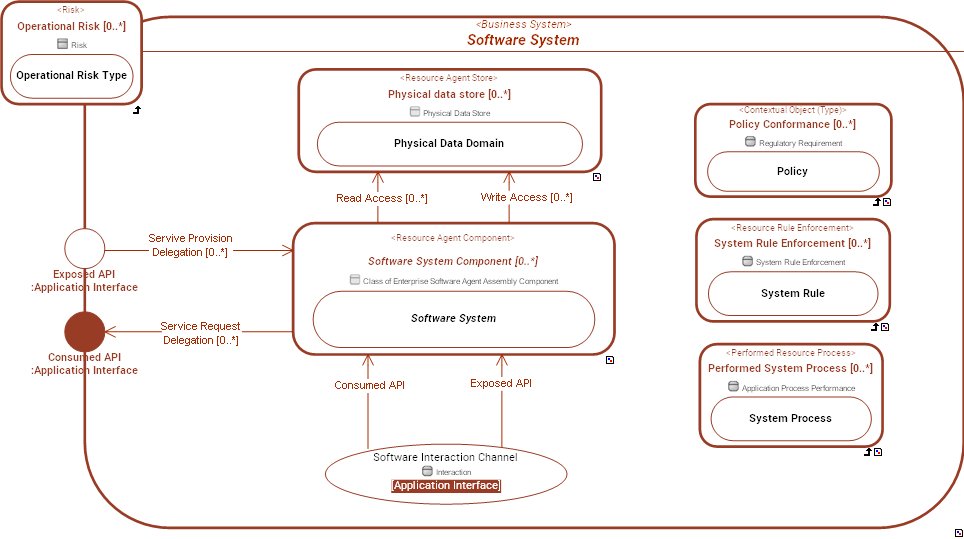 <Risk>
Operational Risk [0..*]
Risk
Operational Risk Type
<Business System>
Software System
<Resource Agent Store>
Physical data store [0..*]
Physical Data Store
Physical Data Domain
Read Access [0..*]
Write Access [0..*]
<Contextual Object (Type)>
Policy Conformance [0..*]
Regulatory Requirement
Policy
Servive Provision
Delegation [0..*]
Exposed API
:Application Interface
<Resource Agent Component>
Software System Component [0..*]
Class of Enterprise Software Agent Assembly Component
Software System
<Resource Rule Enforcement>
System Rule Enforcement [0..*]
System Rule Enforcement
System Rule
Service Request
Delegation [0..*]
Consumed API
:Application Interface
<Performed Resource Process>
Performed System Process [0..*]
Application Process Performance
System Process
Consumed API
Exposed API
Software Interaction Channel
Interaction
[Application Interface]